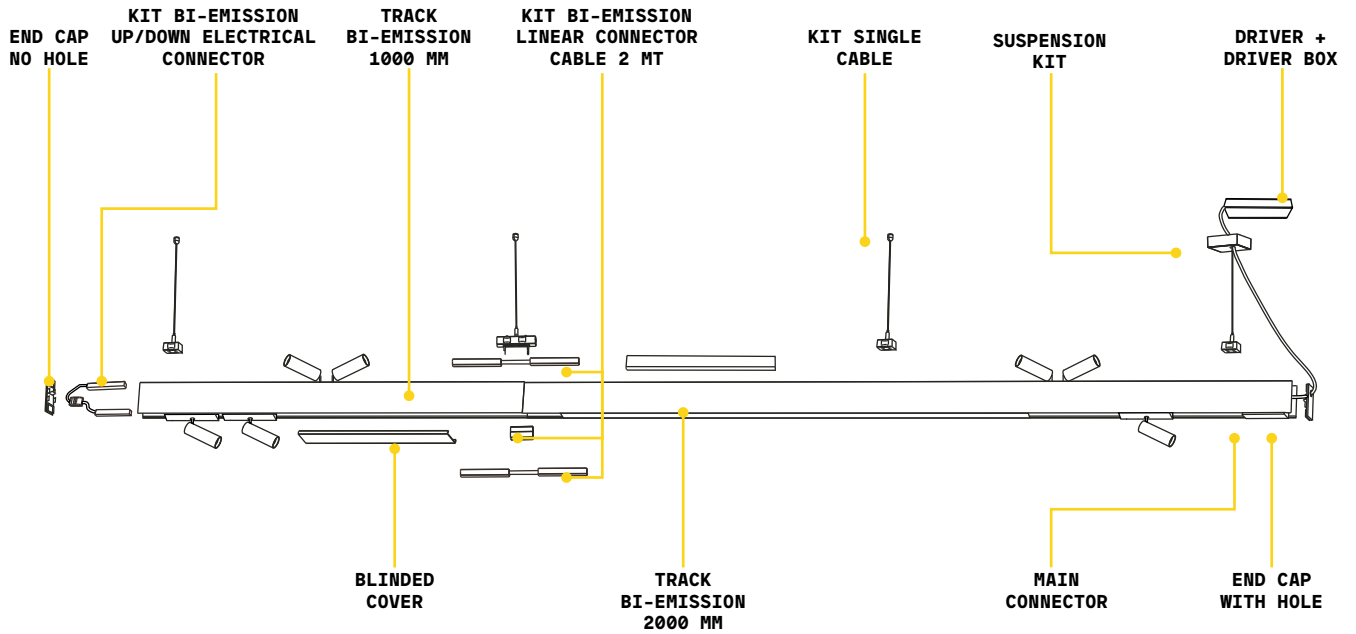 END CAP
NO HOLE
KIT BI-EMISSION
UP/DOWN ELECTRICAL
CONNECTOR
TRACK
BI-EMISSION
1000 MM
KIT BI-EMISSION
LINEAR CONNECTOR
CABLE 2 MT
KIT SINGLE
CABLE
SUSPENSION
KIT
DRIVER +
DRIVER BOX
BLINDED
COVER
TRACK
BI-EMISSION
2000 MM
MAIN
CONNECTOR
END CAP
WITH HOLE